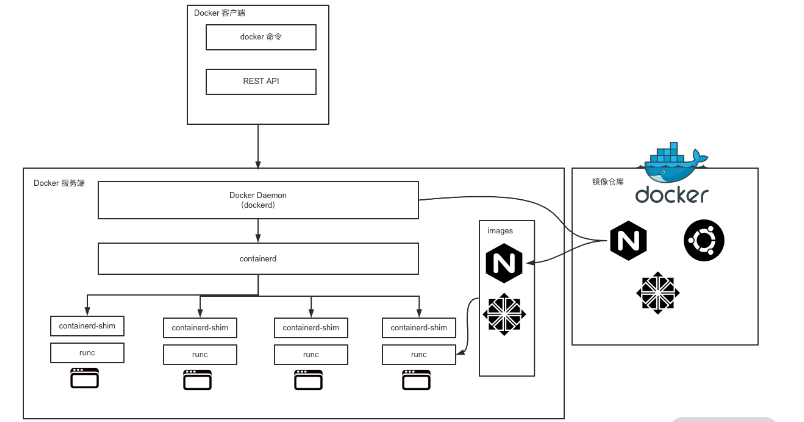 Docker 客户端
docker 命令
REST API
Docker 服务端
Docker Daemon
(dockerd)
containerd
containerd-shim
runc
containerd-shim
runc
containerd-shim
runc
containerd-shim
runc
images
N
镜像仓库
docker
N